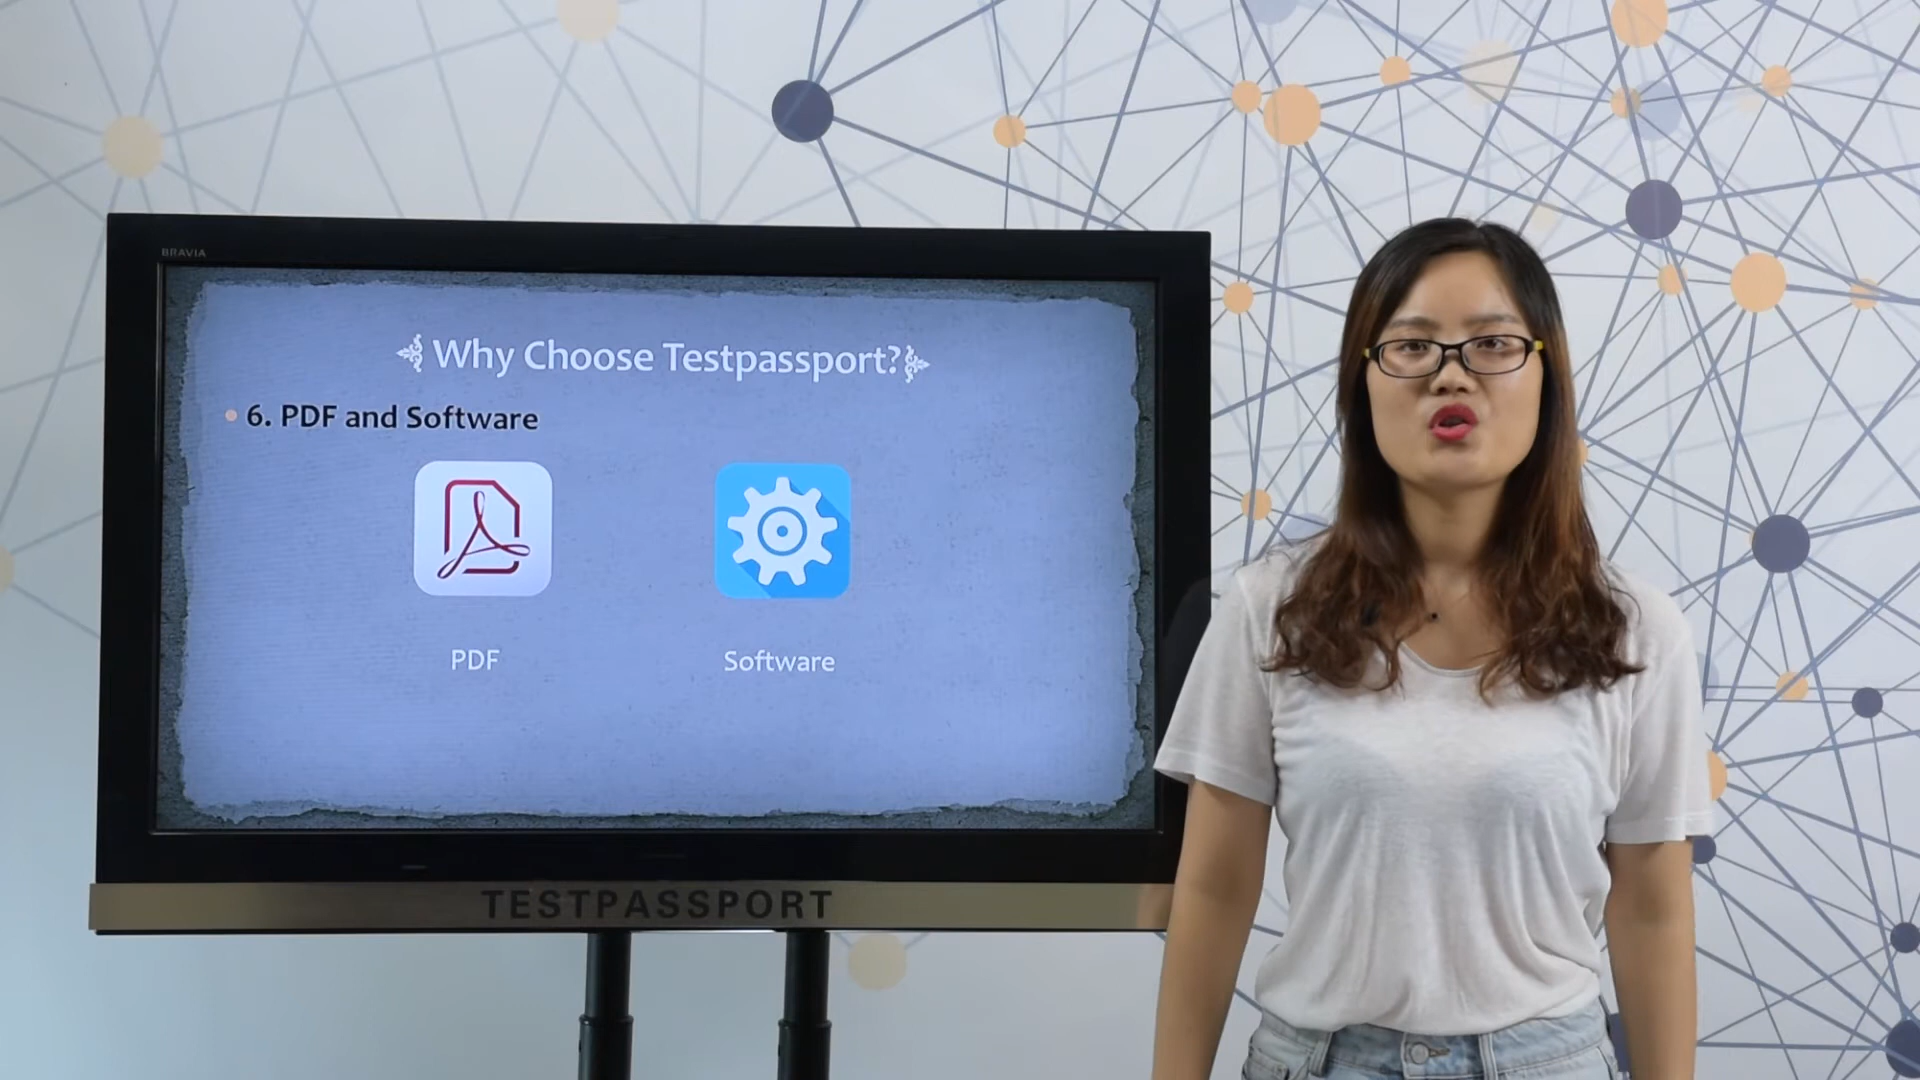 BRAVIA
Why Choose Testpassport?
• 6. PDF and Software
PDF
Software
TESTPASSPORT